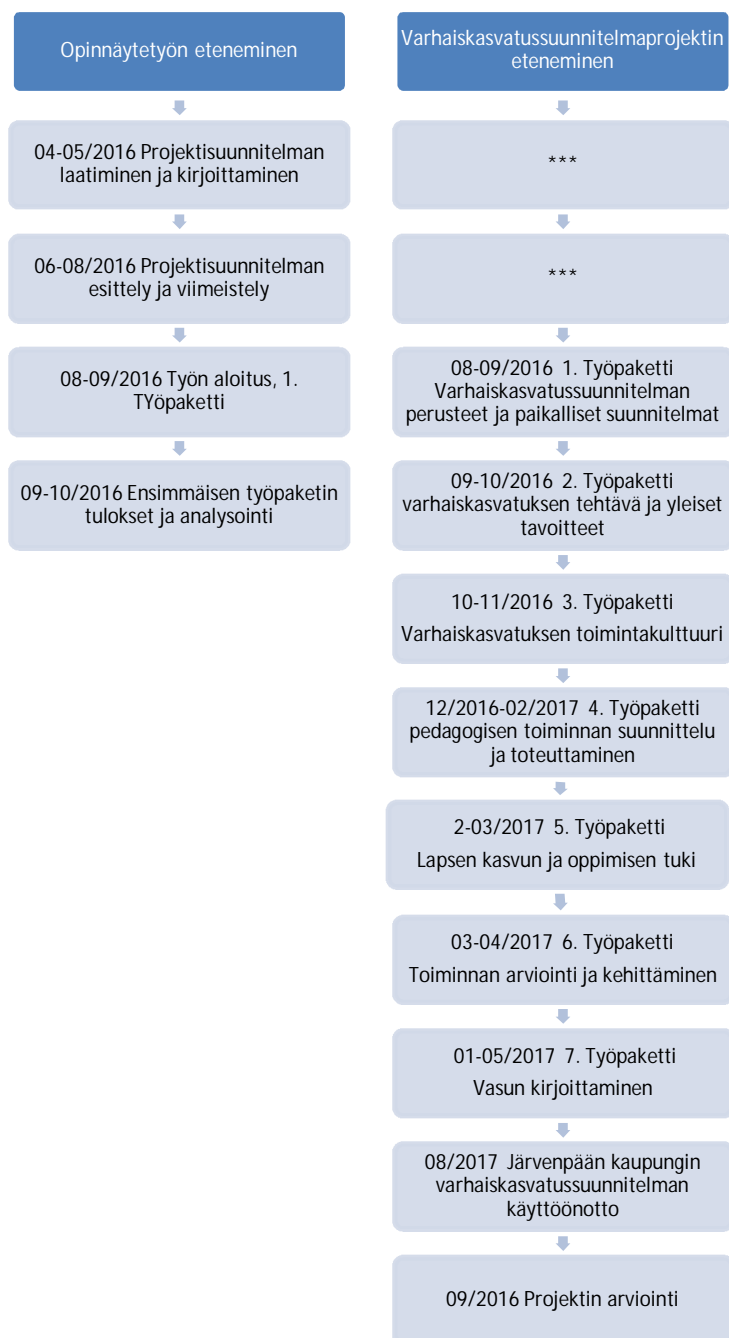 Opinnäytetyön eteneminen
04-05/2016 Projektisuunnitelman
laatiminen ja kirjoittaminen
06-08/2016 Projektisuunnitelman
esittely ja viimeistely
08-09/2016 Työn aloitus, 1.
TYöpaketti
09-10/2016 Ensimmäisen työpaketin
tulokset ja analysointi
Varhaiskasvatussuunnitelmaprojektin
eteneminen
***
***
08-09/2016 1. Työpaketti
Varhaiskasvatussuunnitelman
perusteet ja paikalliset suunnitelmat
09-10/2016 2. Työpaketti
varhaiskasvatuksen tehtävä ja yleiset
tavoitteet
10-11/2016 3. Työpaketti
Varhaiskasvatuksen toimintakulttuuri
12/2016-02/2017 4. Työpaketti
pedagogisen toiminnan suunnittelu
ja toteuttaminen
2-03/2017 5. Työpaketti
Lapsen kasvun ja oppimisen tuki
03-04/2017 6. Työpaketti
Toiminnan arviointi ja kehittäminen
01-05/2017 7. Työpaketti
Vasun kirjoittaminen
08/2017 Järvenpään kaupungin
varhaiskasvatussuunnitelman
käyttöönotto
09/2016 Projektin arviointi